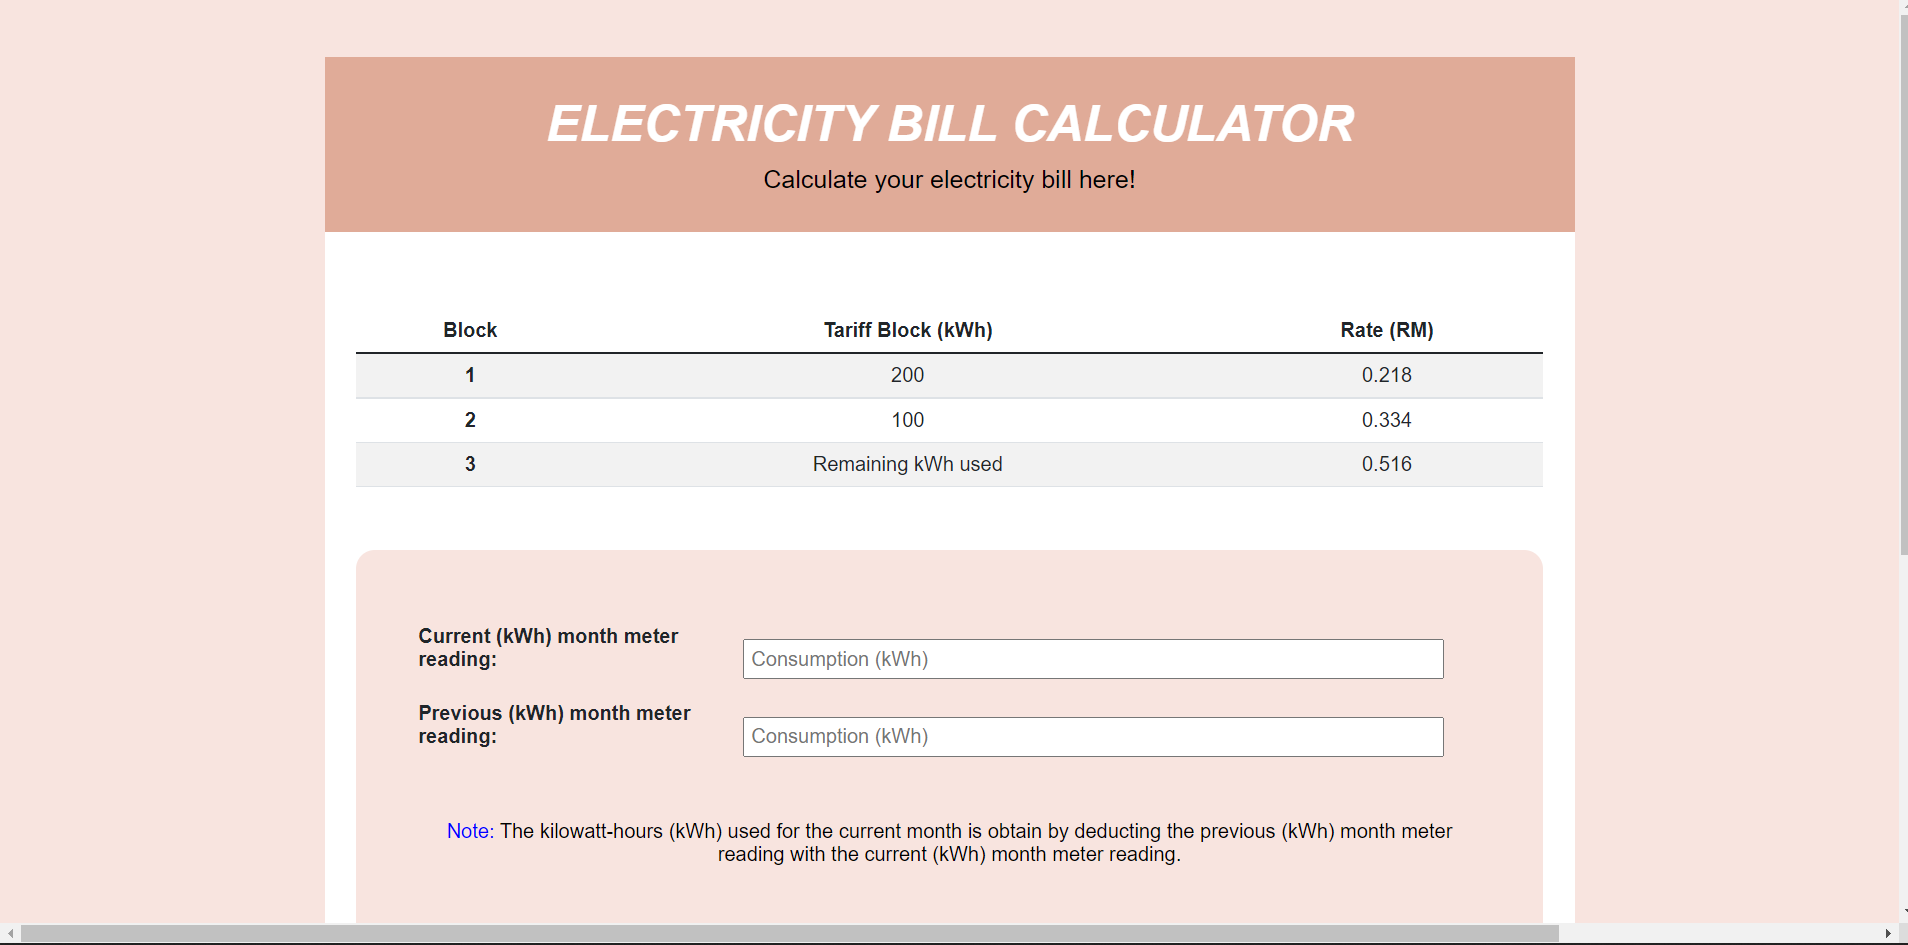 ELECTRICITY BILL CALCULATOR
Calculate your electricity bill here!
Block Tariff Block (kWh) Rate (RM)
1 200 0.218
2 100 0.334
3 Remaining kWh used 0.516
Current (kWh) month meter
reading:
Consumption (kWh)
Previous (kWh) month meter
reading:
Consumption (kWh)
Note: The kilowatt-hours (kWh) used for the current month is obtain by deducting the previous (kWh) month meter
reading with the current (kWh) month meter reading.